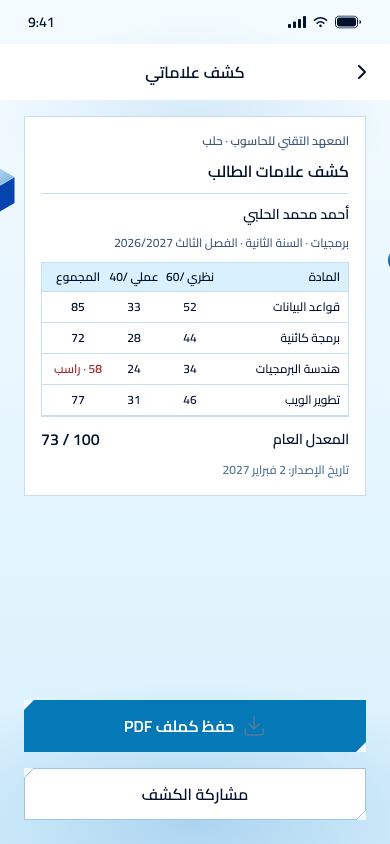 9:41
كشف علاماتي
المعهد التقني للحاسوب · حلب
كشف علامات الطالب
أحمد محمد الحلبي
برمجيات · السنة الثانية · الفصل الثالث 2026/2027
المادة نظري /60 عملي /40 المجموع
قواعد البيانات 52 33 85
برمجة كائنية 44 28 72
هندسة البرمجيات 34 24 58 · راسب
تطوير الويب 46 31 77
المعدل العام 73 / 100
تاريخ الإصدار: 2 فبراير 2027
حفظ كملف PDF
مشاركة الكشف